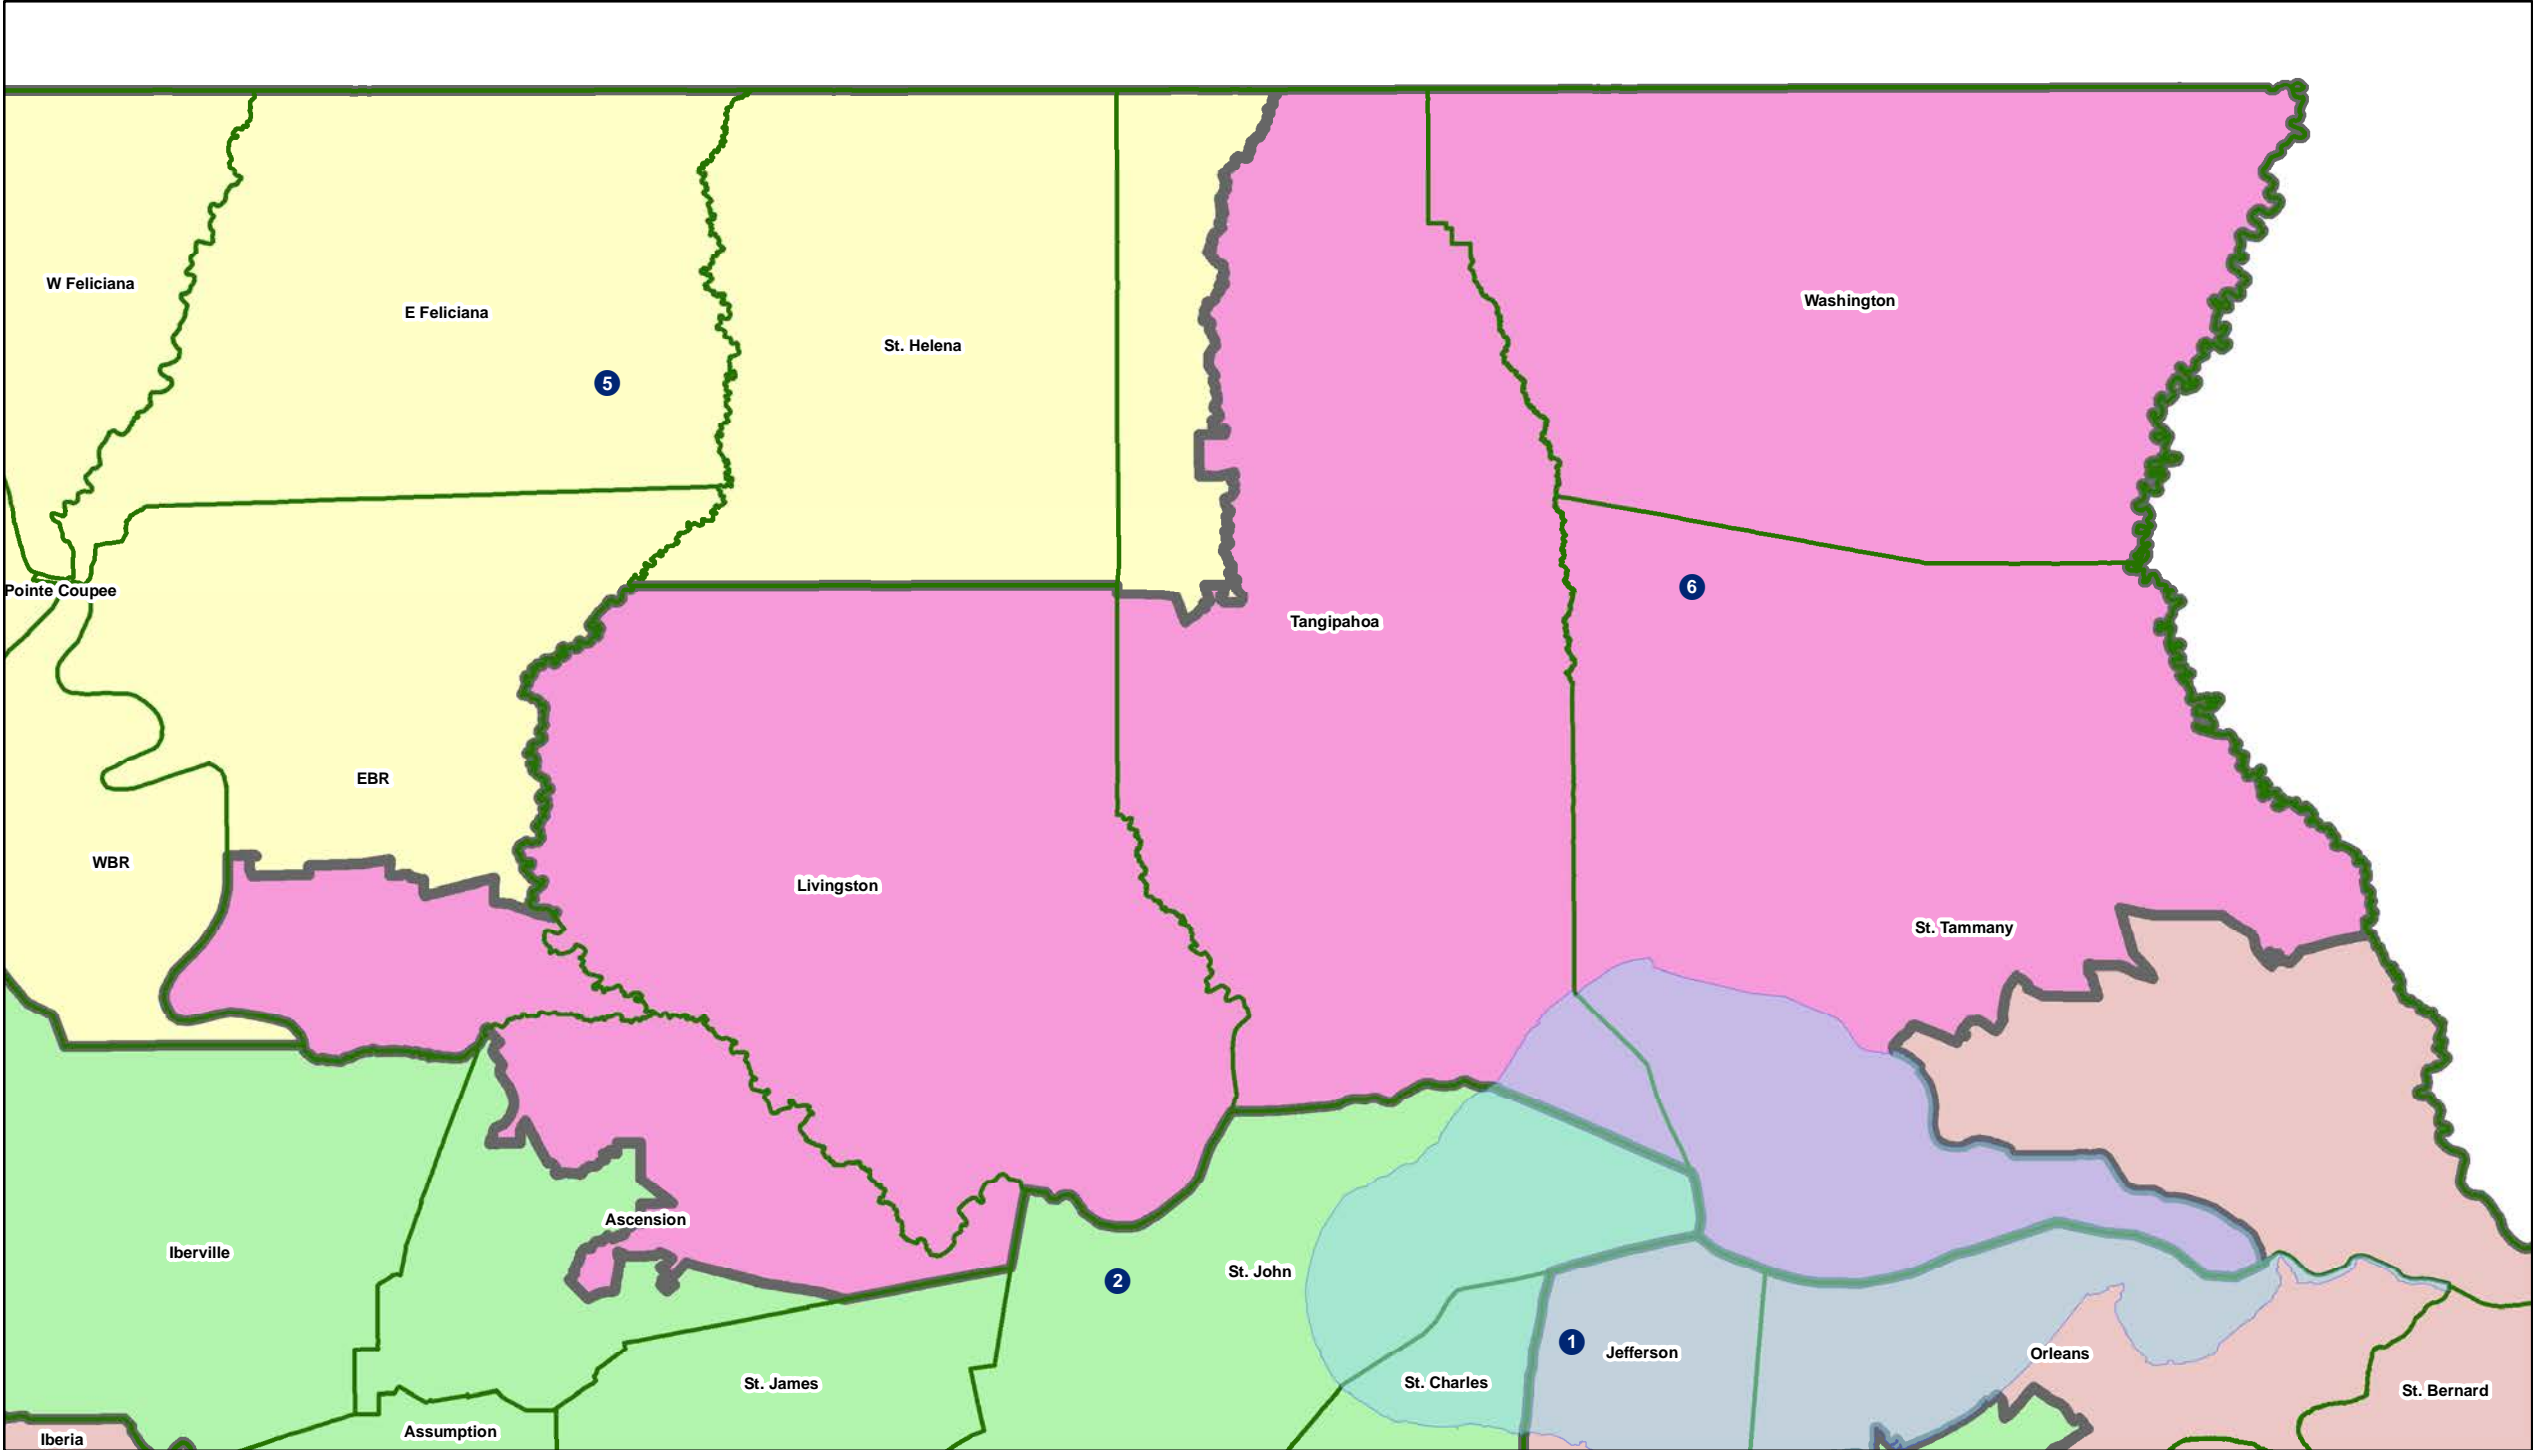 W Feliciana
Washington
E Feliciana
St. Helena
5
6
Pointe Coupee
Tangipahoa
EBR
WBR
Livingston
St. Tammany
Ascension
Iberville
St. John
2
1
Jefferson
Orleans
St. Charles
St. James
St. Bernard
Assumption
Iberia